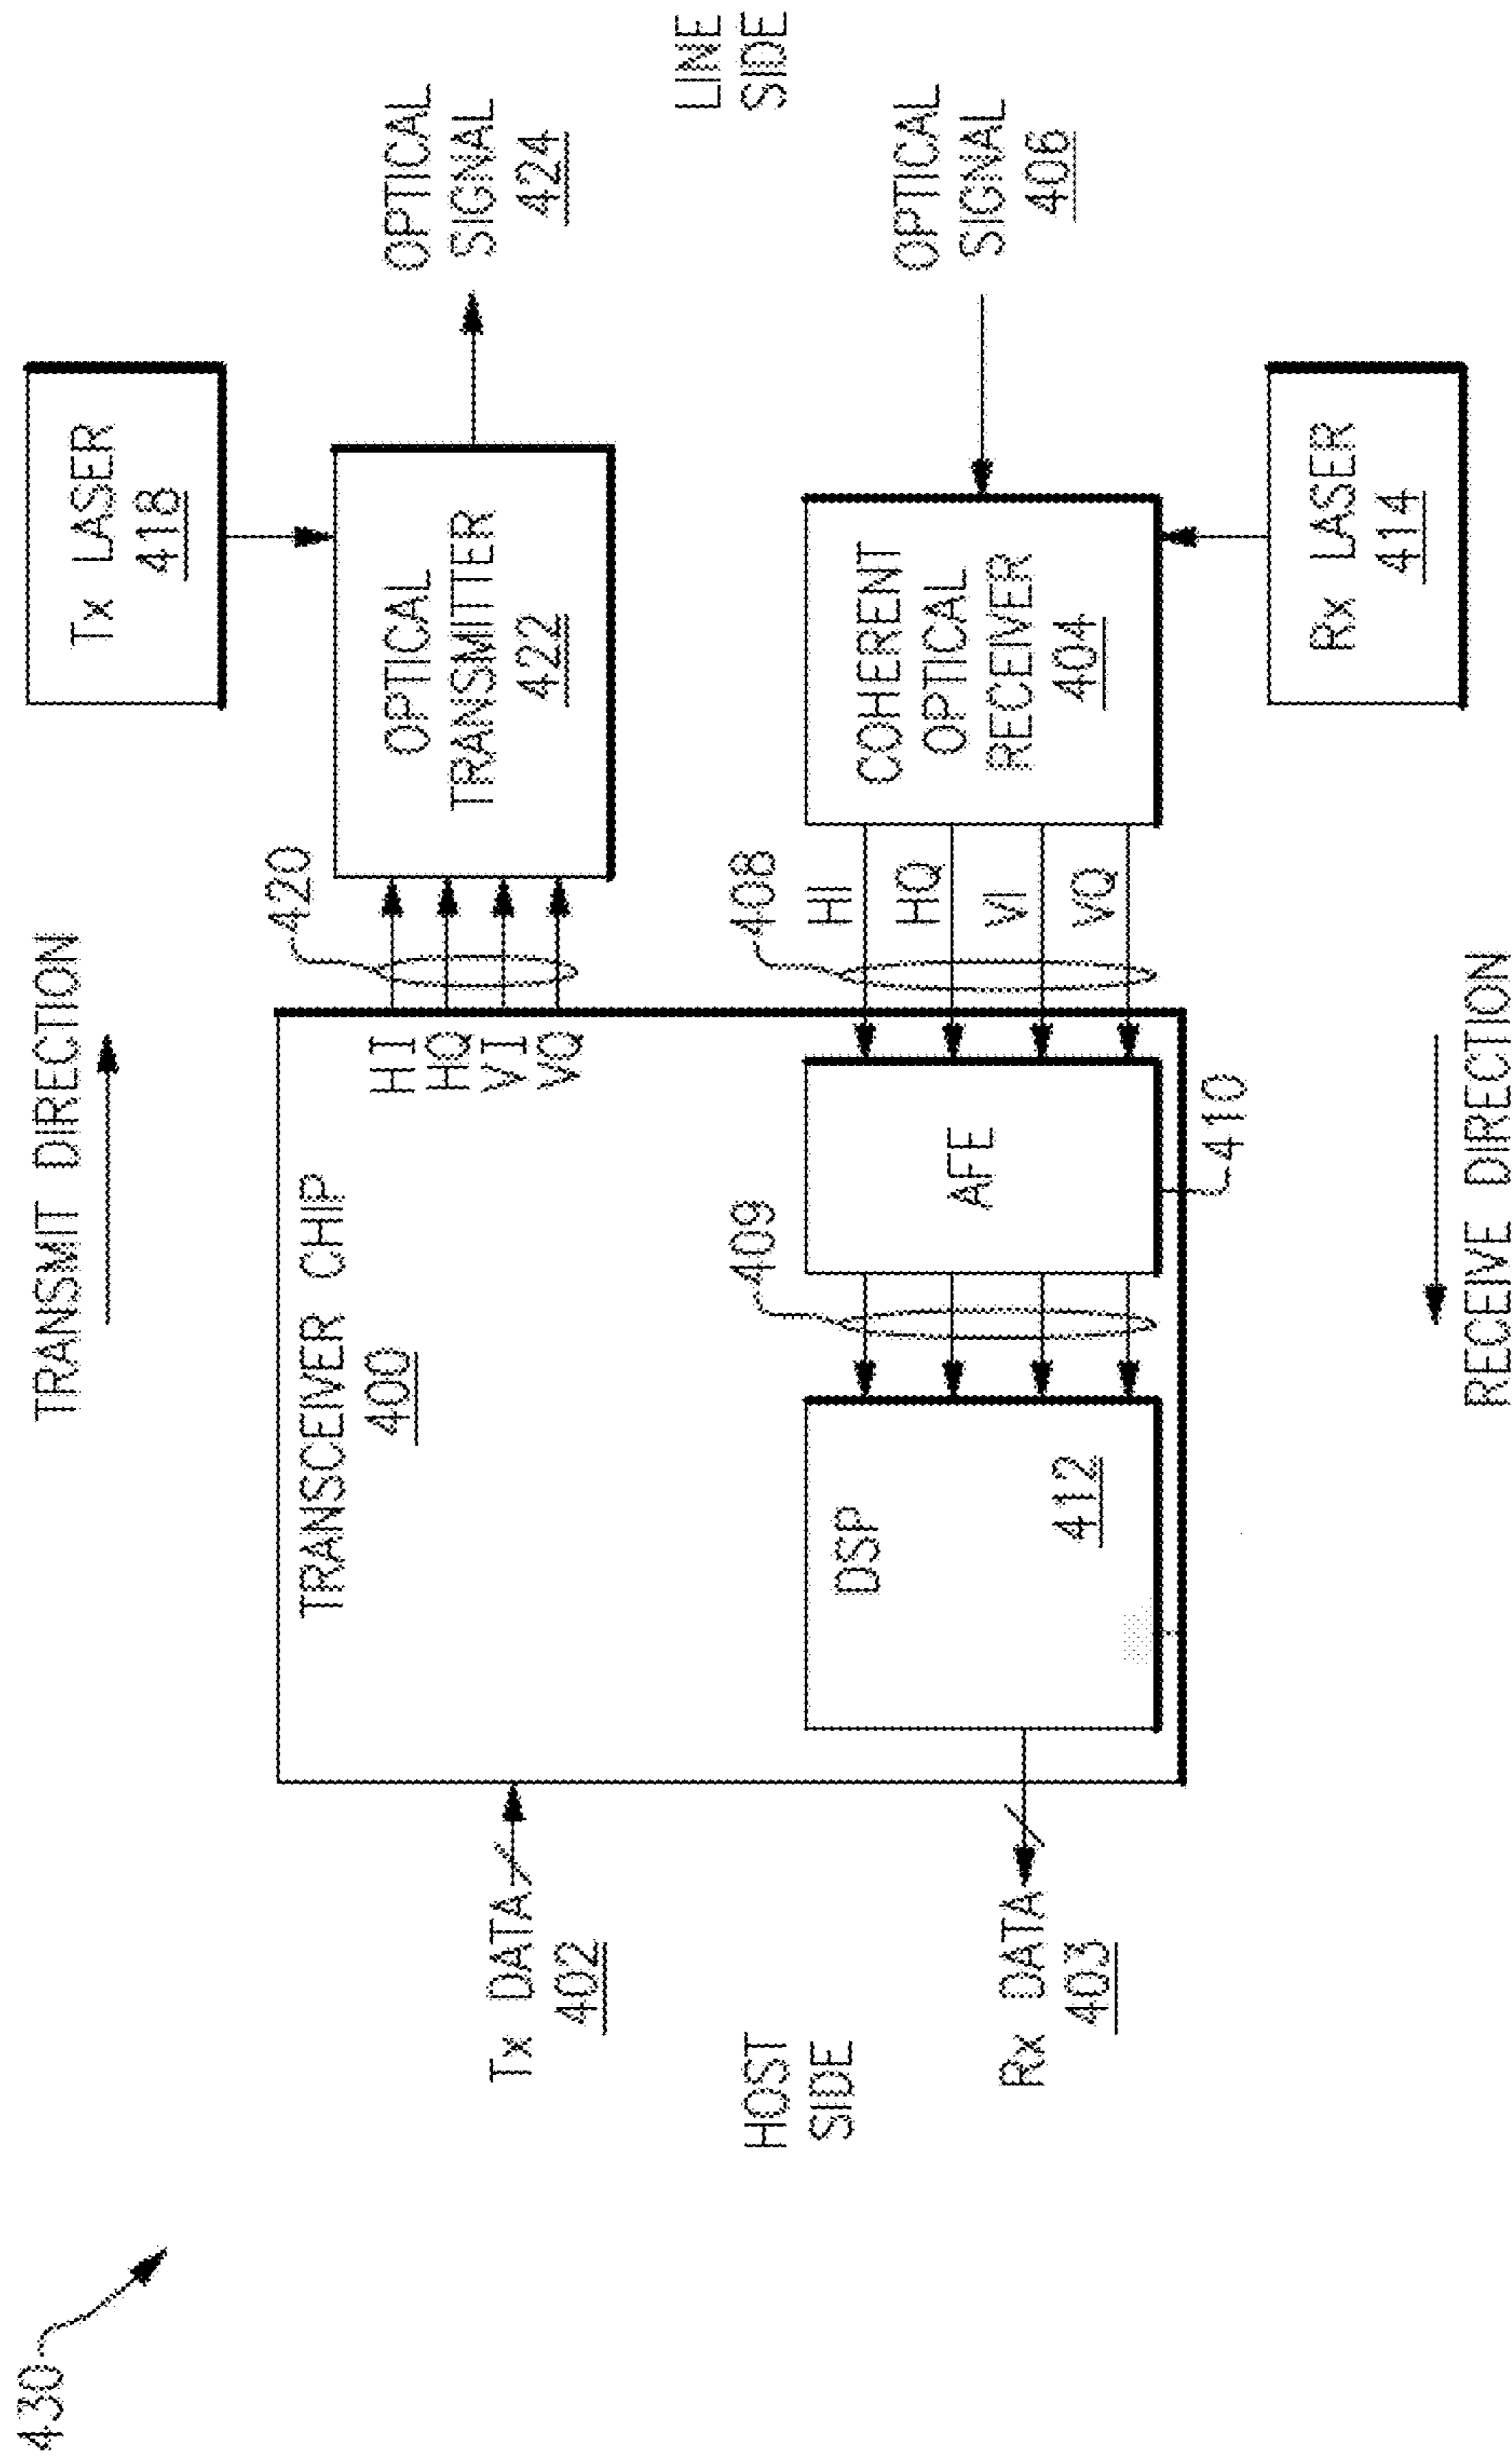 430
TRANSMIT DIRECTION
Tx LASER
418
TRANSCEIVER CHIP
400
420
HI
HQ
VI
VQ
OPTICAL
TRANSMITTER
422
OPTICAL
SIGNAL
424
Tx DATA
402
HOST
SIDE
LINE
SIDE
Rx DATA
403
DSP
412
409
AFE
410
408
HI
HQ
VI
VQ
COHERENT
OPTICAL
RECEIVER
404
OPTICAL
SIGNAL
406
Rx LASER
414
RECEIVE DIRECTION